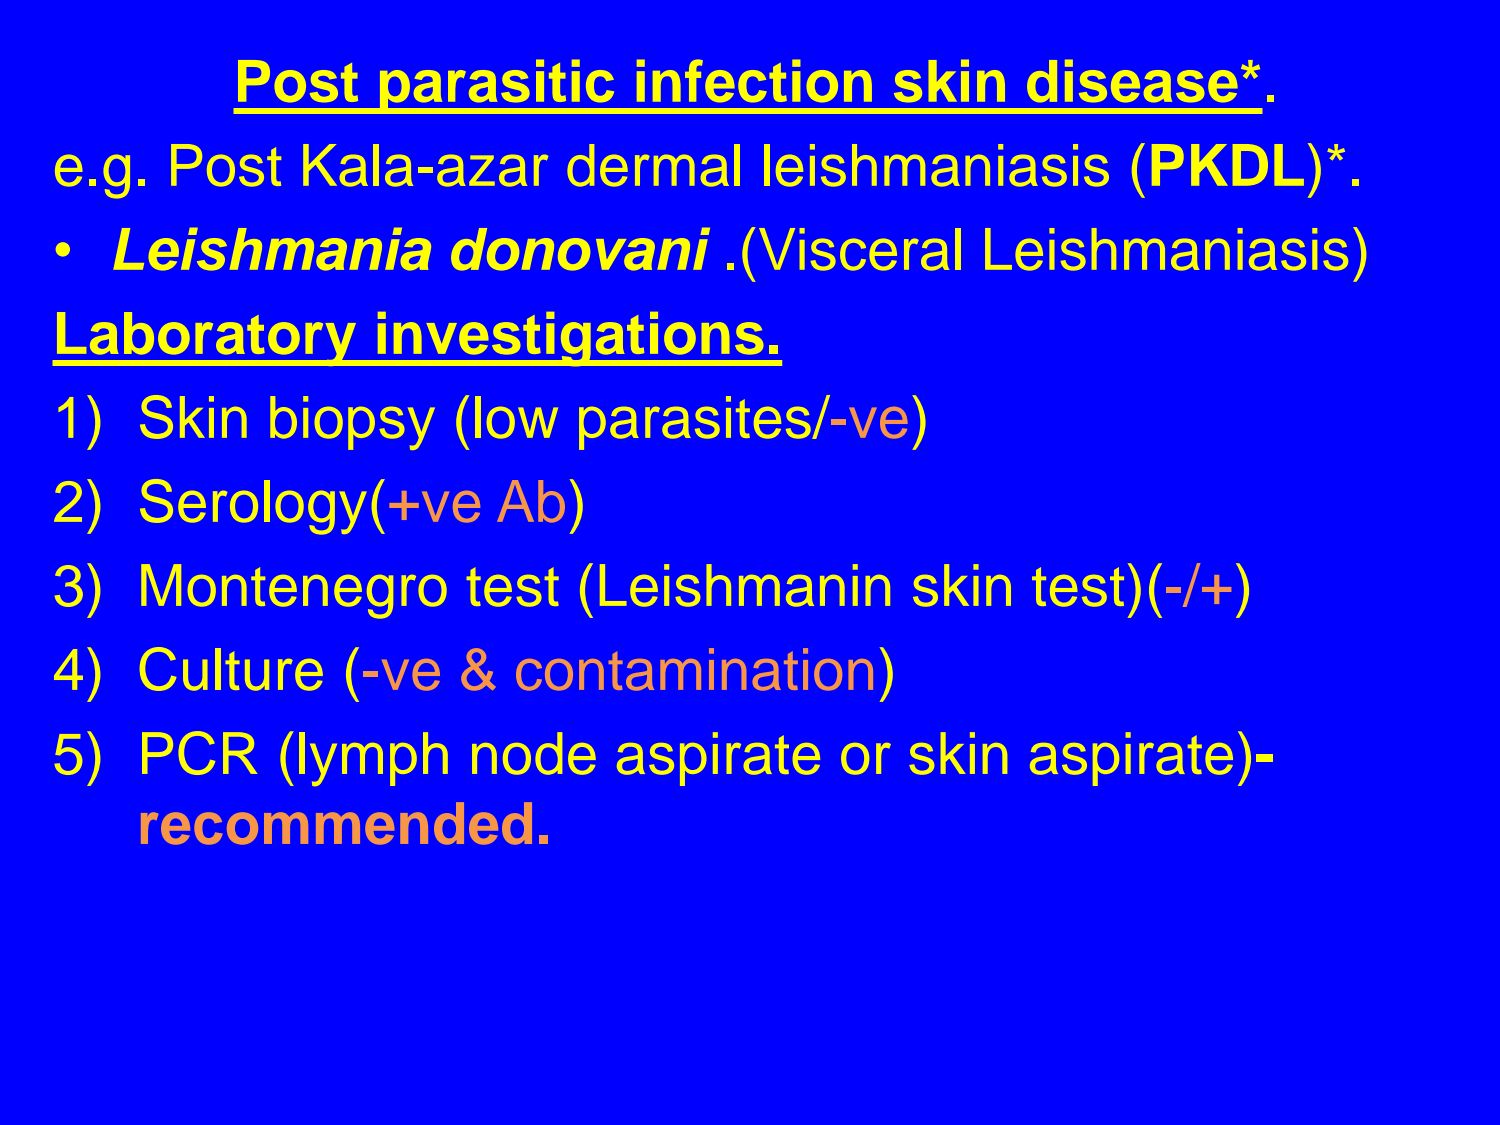 Post parasitic infection skin disease*.
e.g. Post Kala-azar dermal leishmaniasis (PKDL)*.
• Leishmania donovani .(Visceral Leishmaniasis)
Laboratory investigations.
1) Skin biopsy (low parasites/-ve)
2) Serology(+ve Ab)
3) Montenegro test (Leishmanin skin test)(-/+)
4) Culture (-ve & contamination)
5) PCR (lymph node aspirate or skin aspirate)-
recommended.